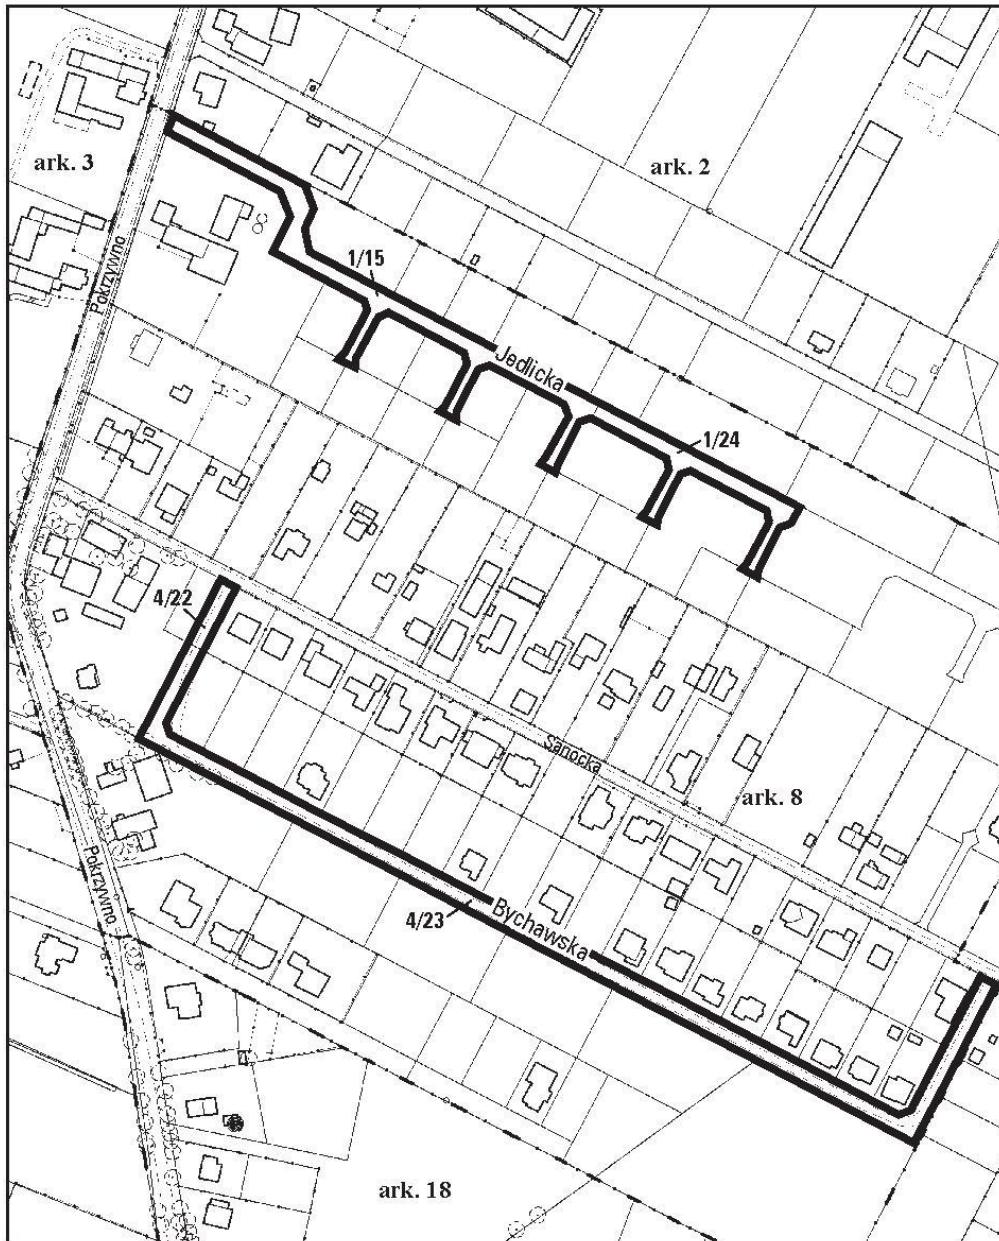 ark. 3
ark. 2
Pokrzywno
1/15
Jedlicka
1/24
4/22
Sanocka
ark. 8
Pokrzywno
4/23
Bychawska
ark. 18